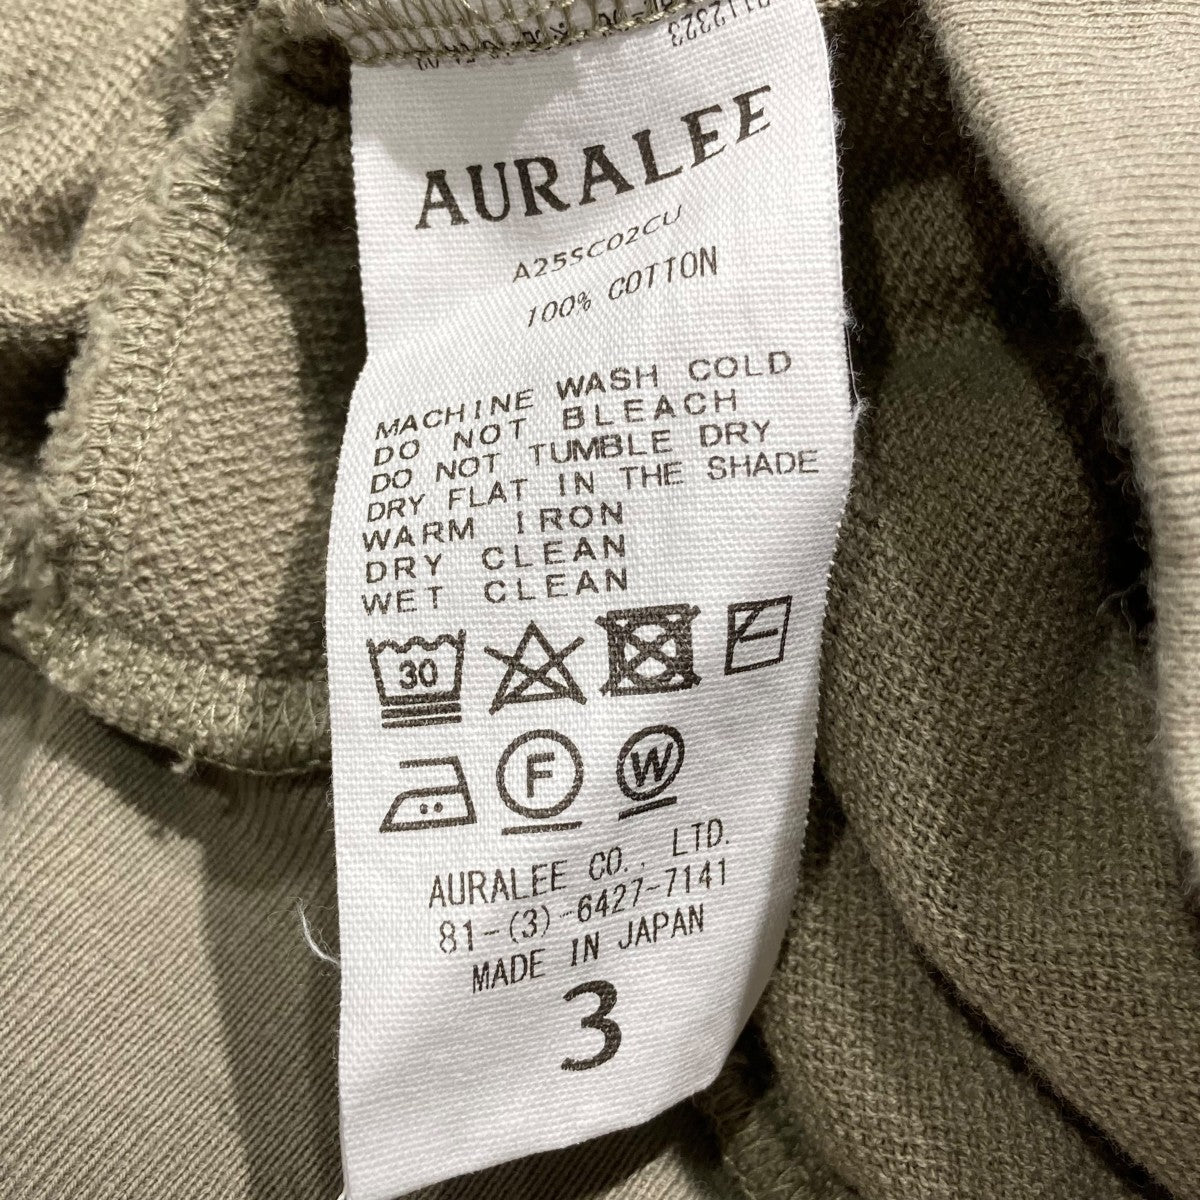 2112323
AURALEE
A25SC02CU
100% COTTON
MACHINE WASH COLD
DO NOT BLEACH
DO NOT TUMBLE DRY
DRY FLAT IN THE SHADE
WARM IRON
DRY CLEAN
WET CLEAN
30
F W
AURALEE CO., LTD.
81-(3)-6427-7141
MADE IN JAPAN
3